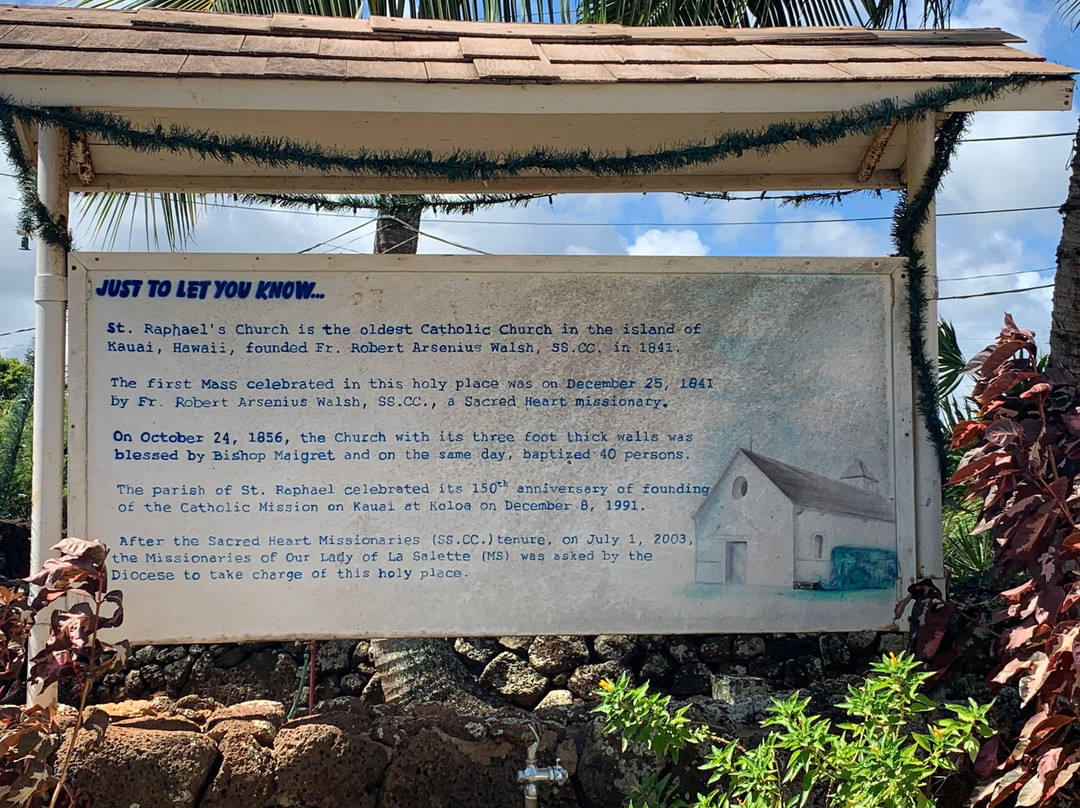 JUST TO LET YOU KNOW...
St. Raphael's Church is the oldest Catholic Church in the island of
Kauai, Hawaii, founded Fr. Robert Arsenius Walsh, SS.CC. in 1841.
The first Mass celebrated in this holy place was on December 25, 1841
by Fr. Robert Arsenius Walsh, SS.CC., a Sacred Heart missionary.
On October 24, 1856, the Church with its three foot thick walls was
blessed by Bishop Maigret and on the same day, baptized 40 persons.
The parish of St. Raphael celebrated its 150th anniversary of founding
of the Catholic Mission on Kauai at Koloa on December 8, 1991.
After the Sacred Heart Missionaries (SS.CC.) tenure, on July 1, 2003,
the Missionaries of Our Lady of La Salette (MS) was asked by the
Diocese to take charge of this holy place.